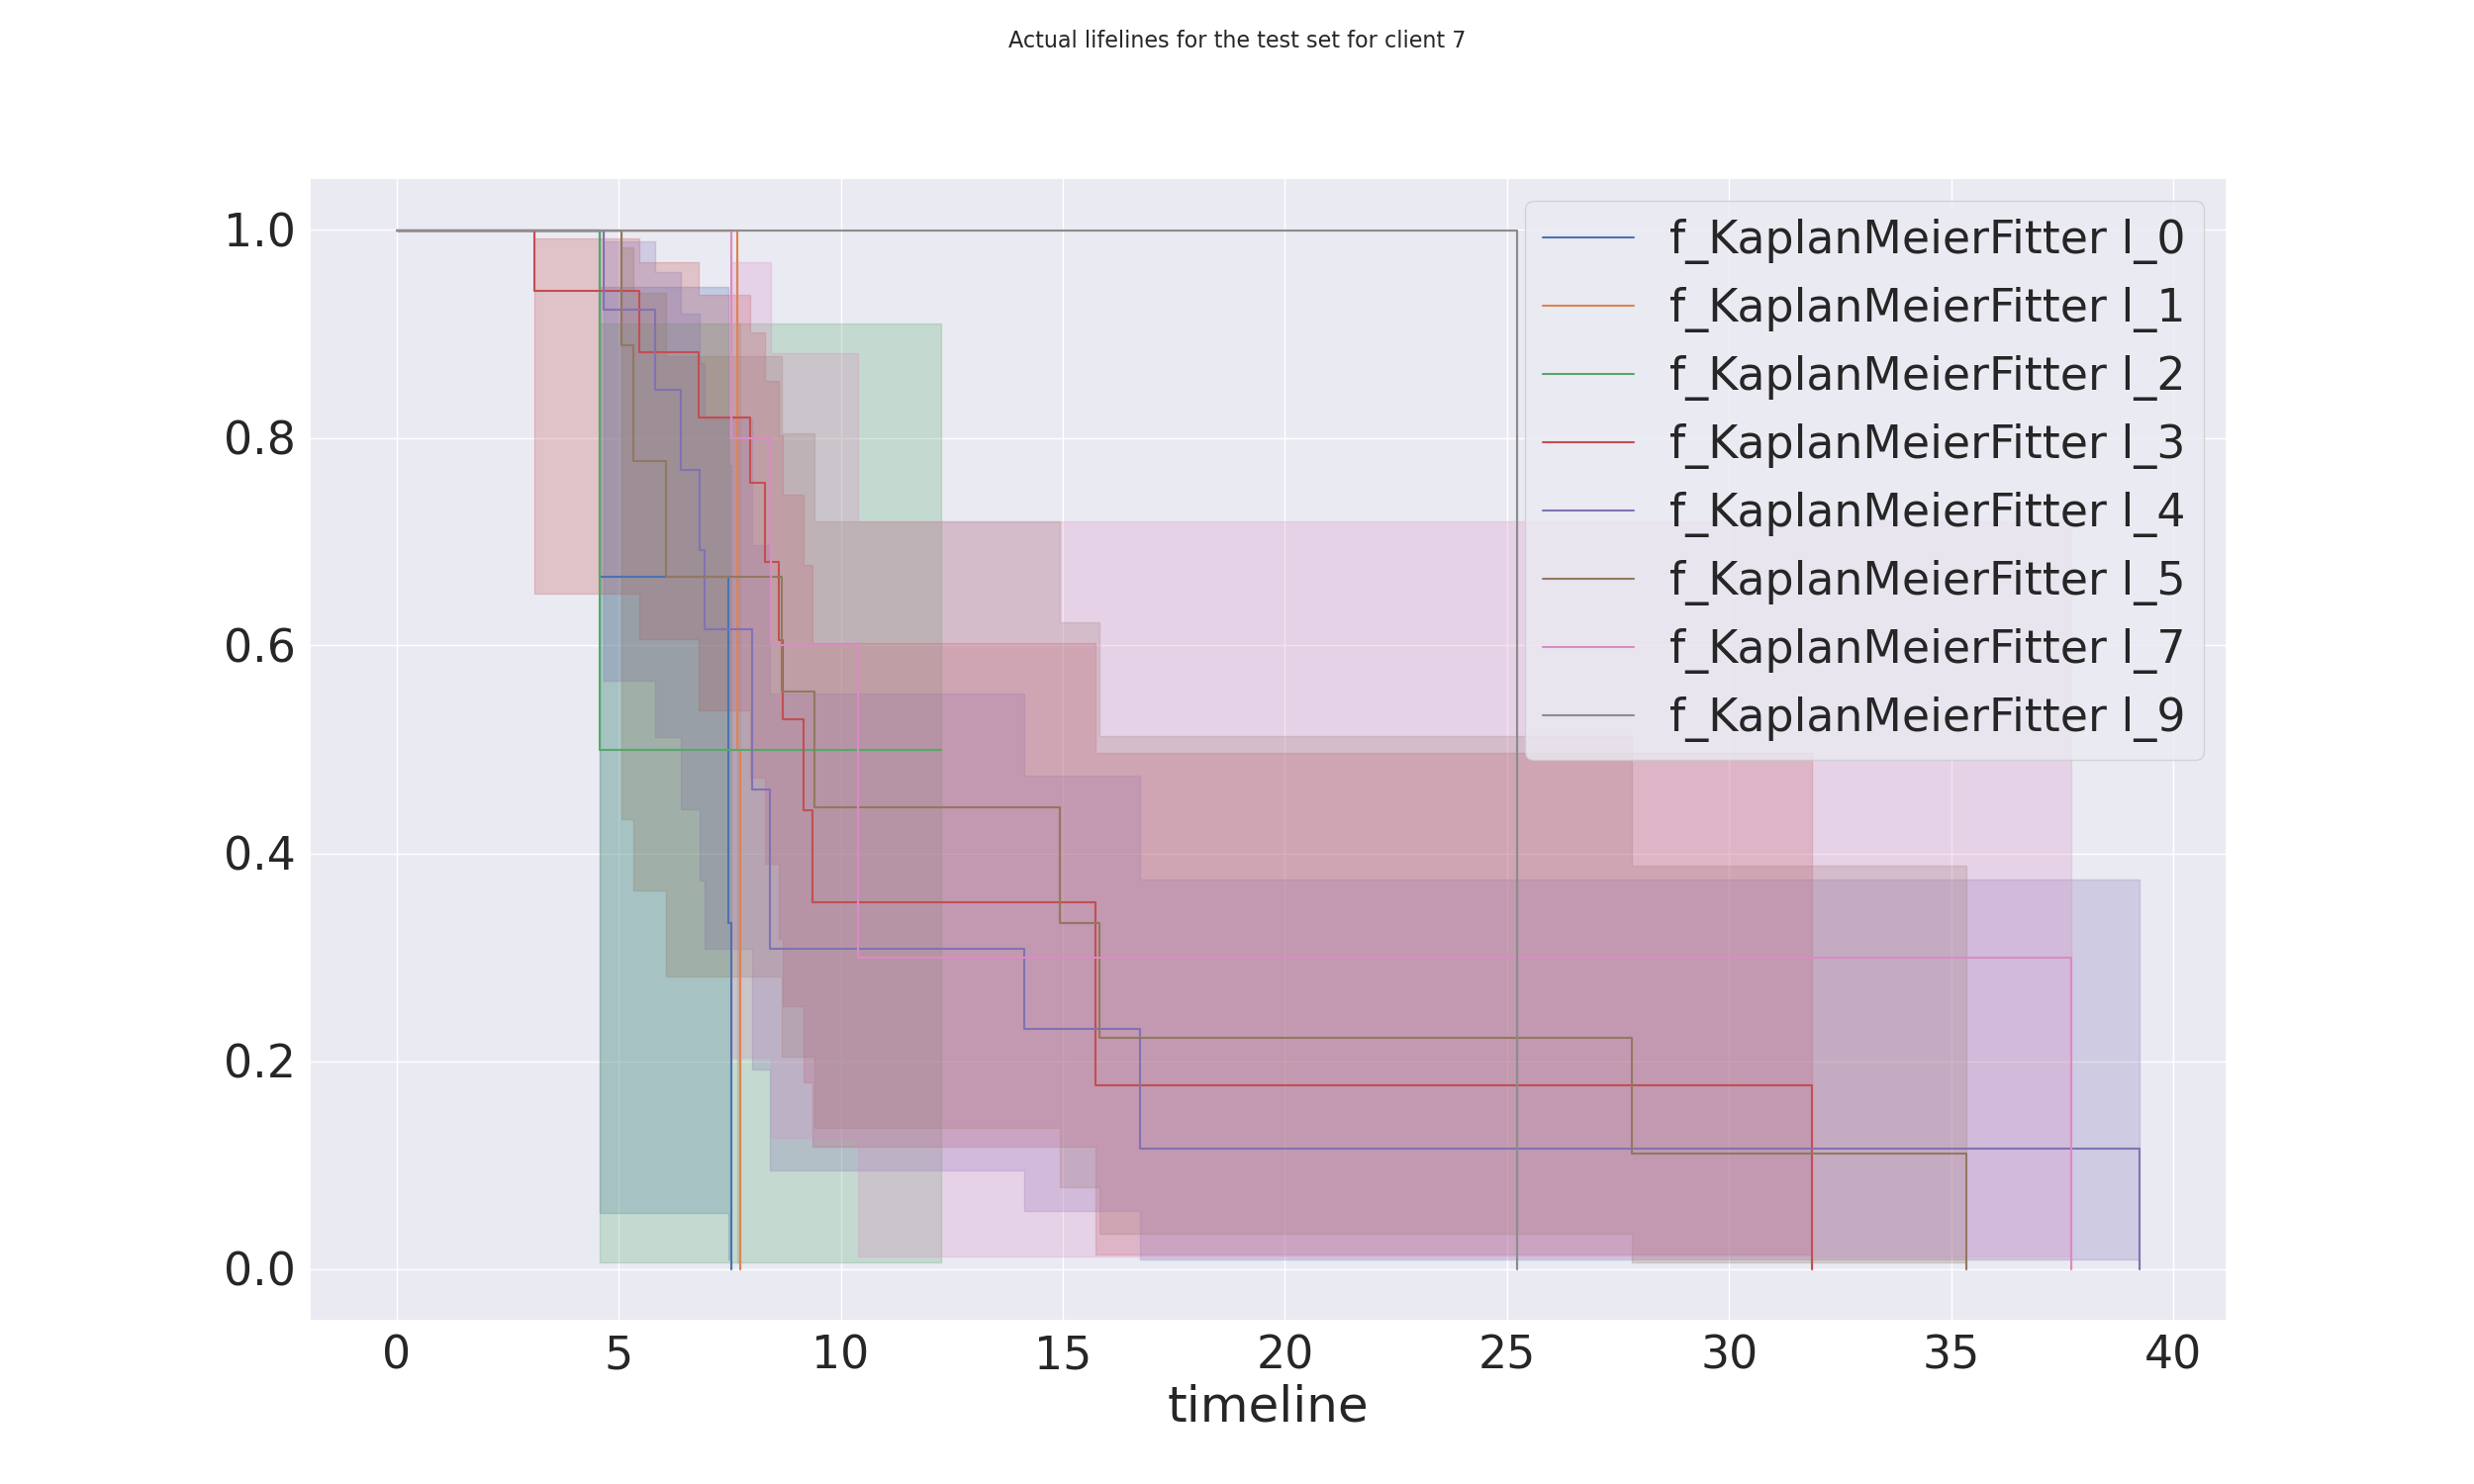 Actual lifelines for the test set for client 7
1.0
0.8
0.6
0.4
0.2
0.0
f_KaplanMeierFitter l_0
f_KaplanMeierFitter l_1
f_KaplanMeierFitter l_2
f_KaplanMeierFitter l_3
f_KaplanMeierFitter l_4
f_KaplanMeierFitter l_5
f_KaplanMeierFitter l_7
f_KaplanMeierFitter l_9
0 5 10 15 20 25 30 35 40
timeline